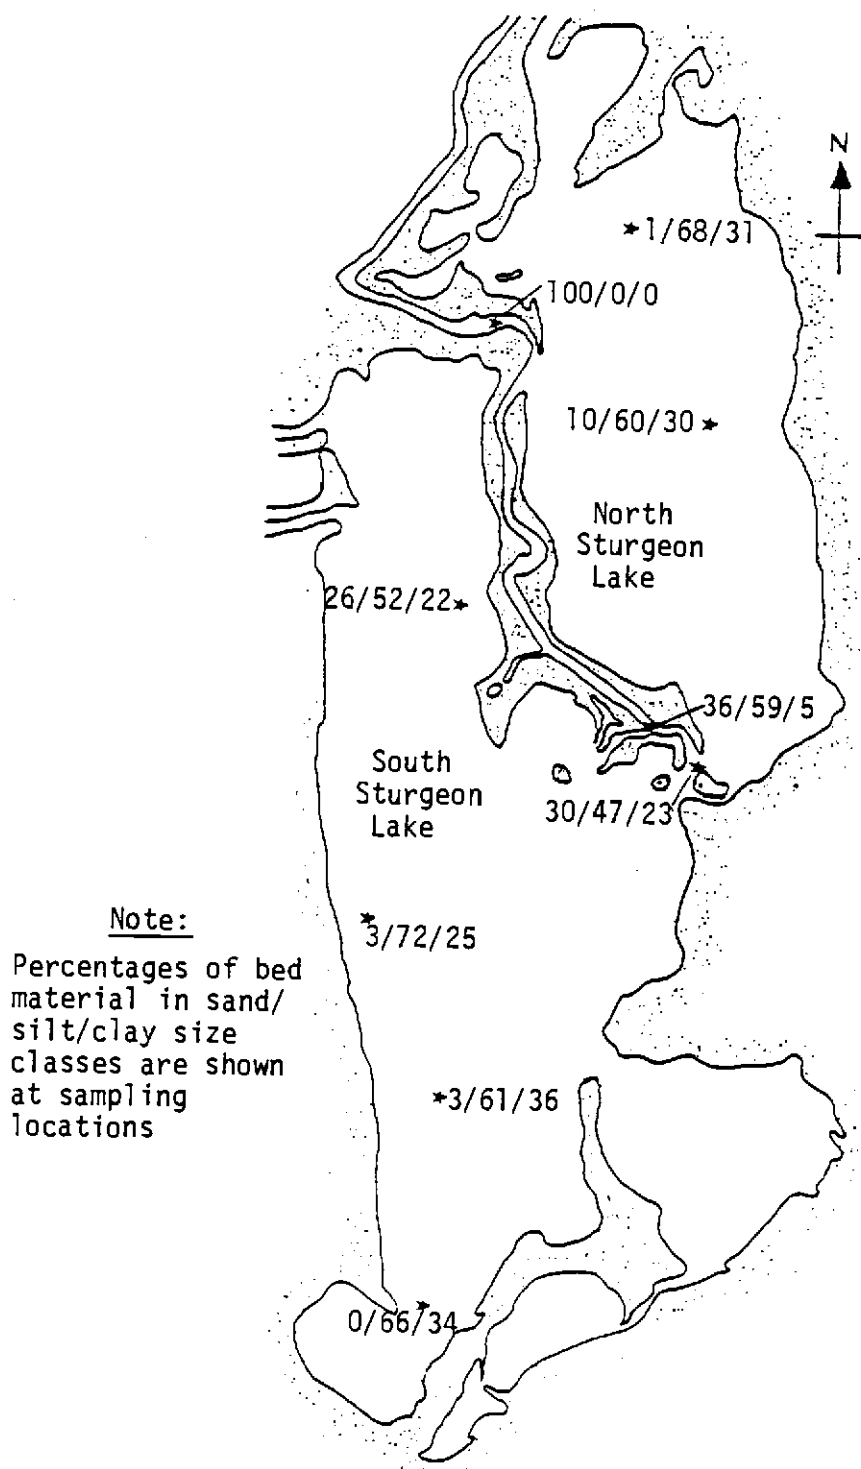 N
1/68/31
100/0/0
10/60/30
North
Sturgeon
Lake
26/52/22
36/59/5
South
Sturgeon
Lake
30/47/23
3/72/25
Note:
Percentages of bed
material in sand/
silt/clay size
classes are shown
at sampling
locations
3/61/36
0/66/34